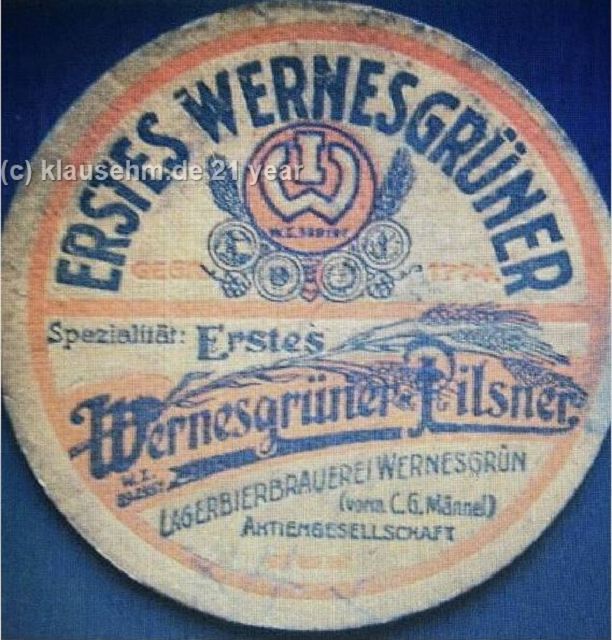 ERSTES WERNESGRÜNER
(c) klausehm.de 21 year
W
GEGR. 1774.
Spezialität: Erstes
Wernesgrüner Pilsner
LAGERBIERBRAUEREI WERNESGRÜN
(vorm. C.G. Männel)
AKTIENGESELLSCHAFT